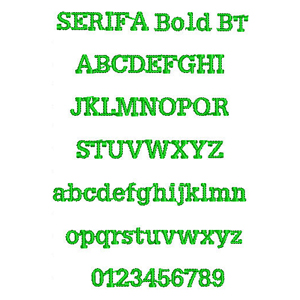 SERIFA Bold BT
ABCDEFGHI
JKLMNOPQR
STUVWXYZ
abcdefghijklmn
opqrstuvwxyz
0123456789